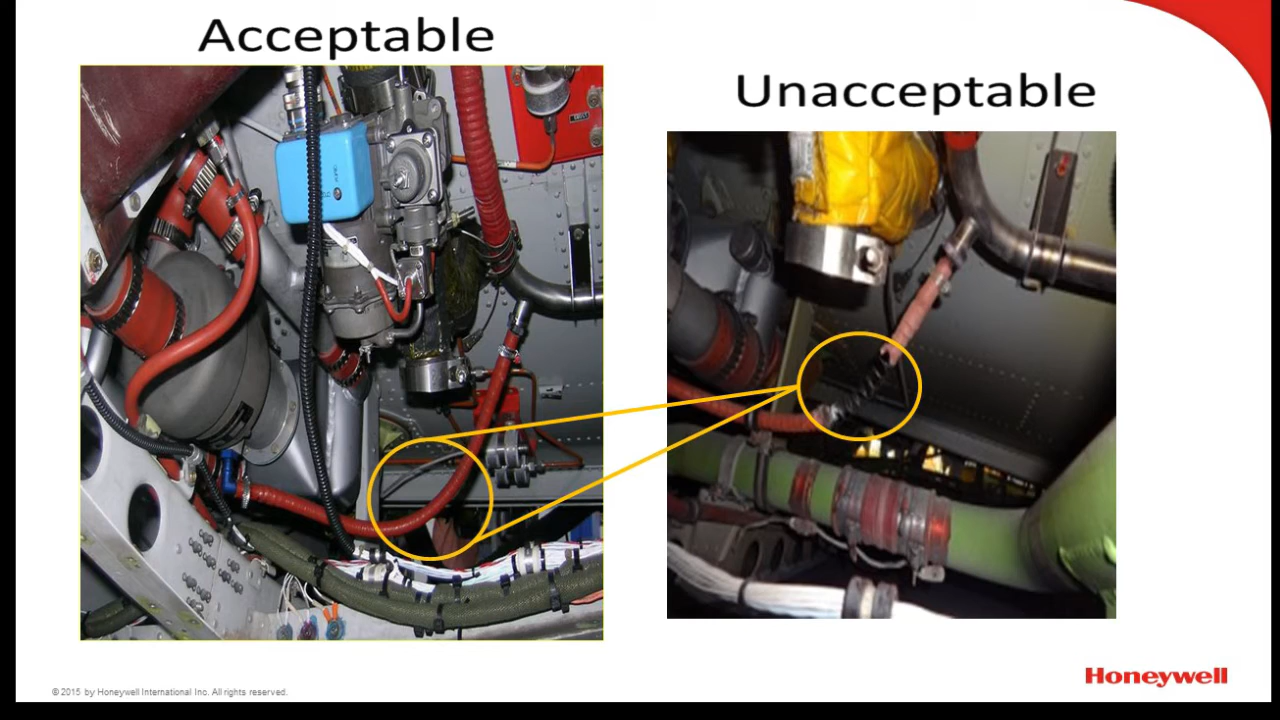 Acceptable
Unacceptable
© 2015 by Honeywell International Inc. All rights reserved.
Honeywell